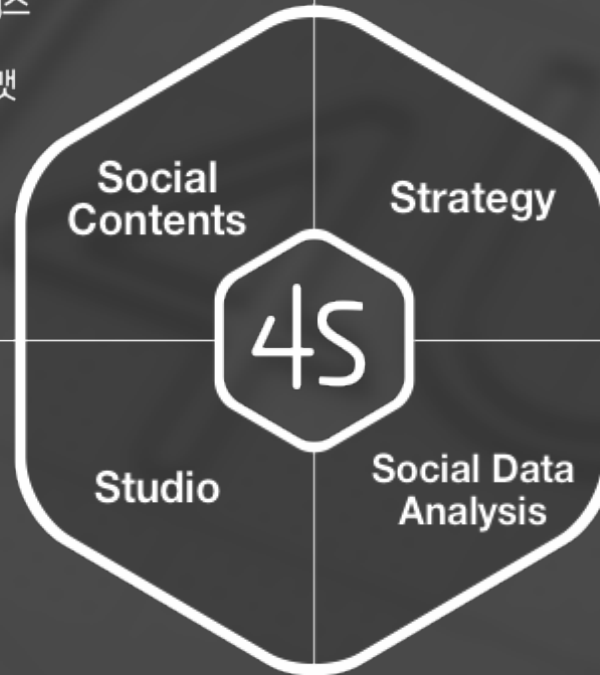 Social
Contents
Strategy
4S
Studio
Social Data
Analysis